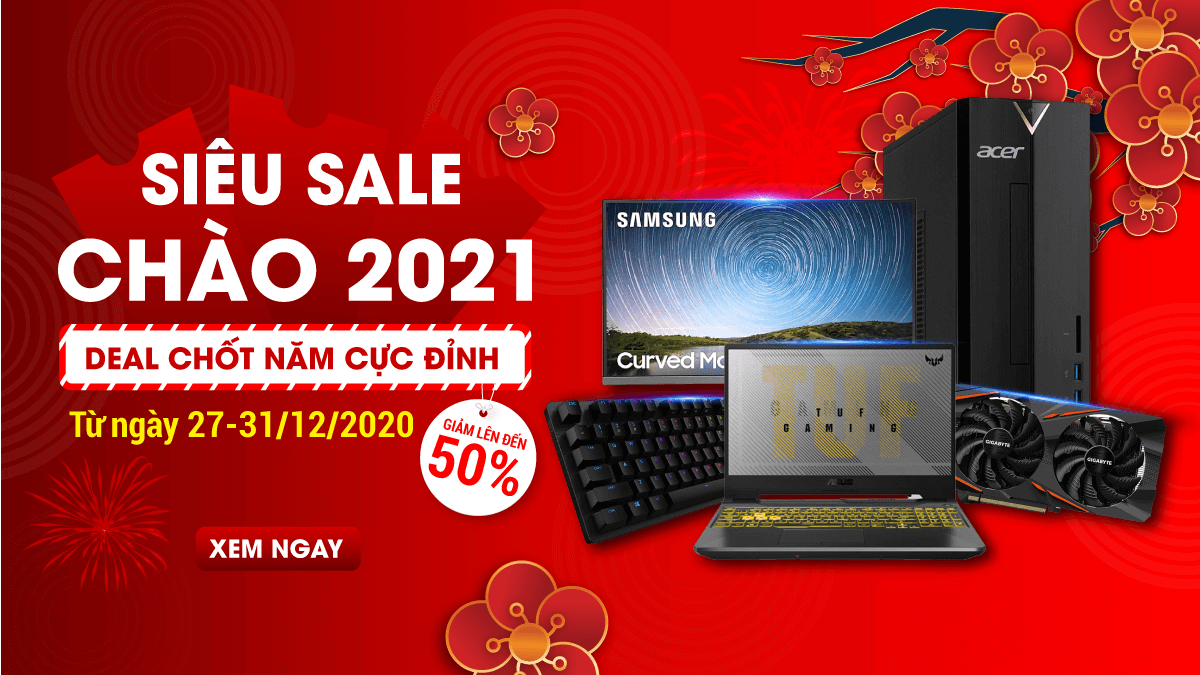 SIÊU SALE
CHÀO 2021
DEAL CHỐT NĂM CỰC ĐỈNH
Từ ngày 27-31/12/2020
GIẢM LÊN ĐẾN
50%
XEM NGAY
acer
SAMSUNG
Curved Mo
TUF
TUF
GAMING
ASUS
GIGABYTE
GIGABYTE